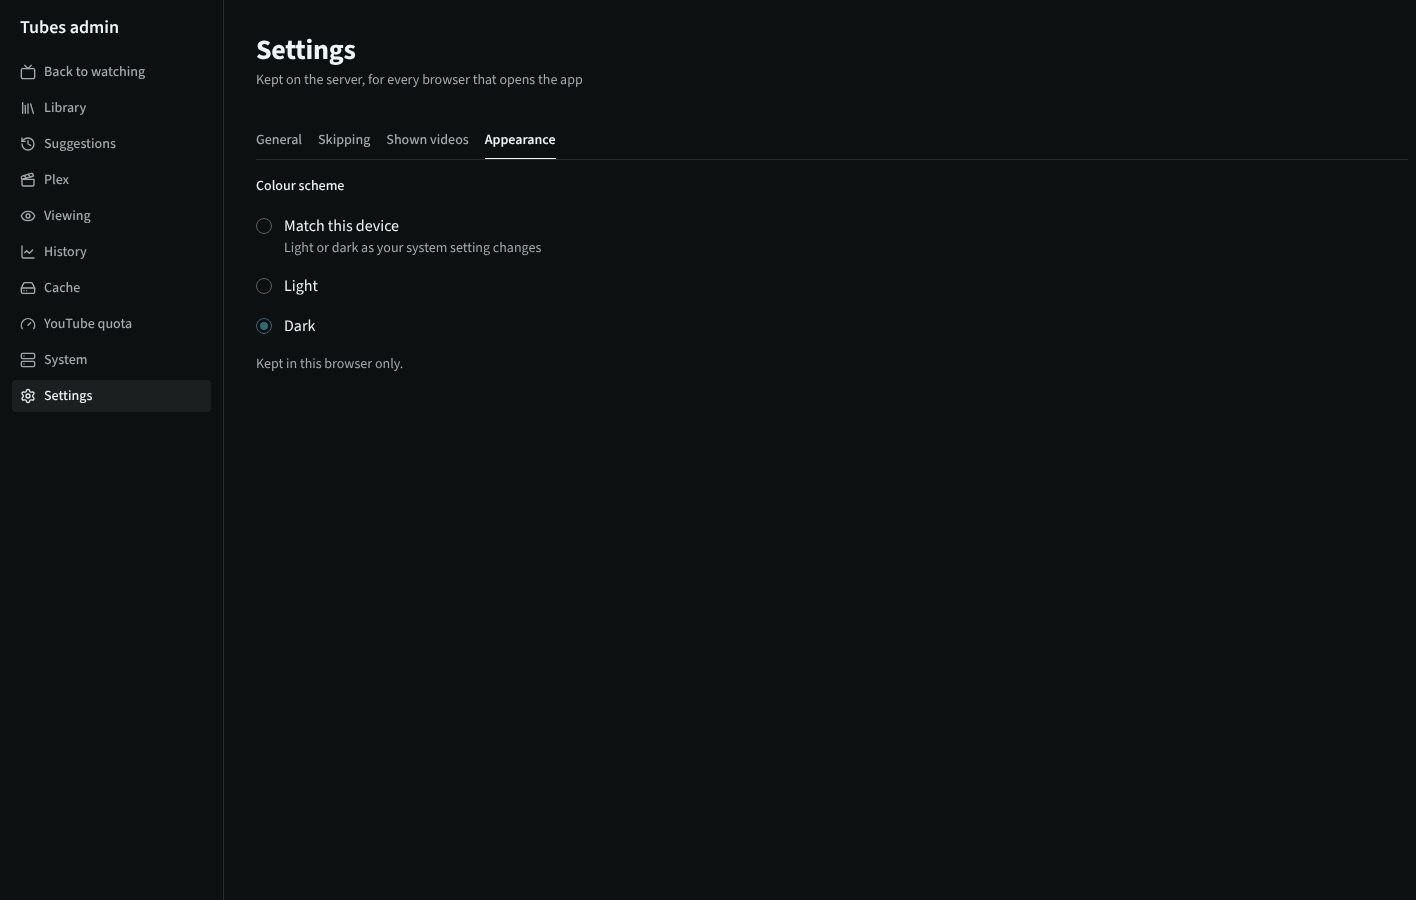 Tubes admin
Back to watching
Library
Suggestions
Plex
Viewing
History
Cache
YouTube quota
System
Settings
Settings
Kept on the server, for every browser that opens the app
General Skipping Shown videos Appearance
Colour scheme
Match this device
Light or dark as your system setting changes
Light
Dark
Kept in this browser only.